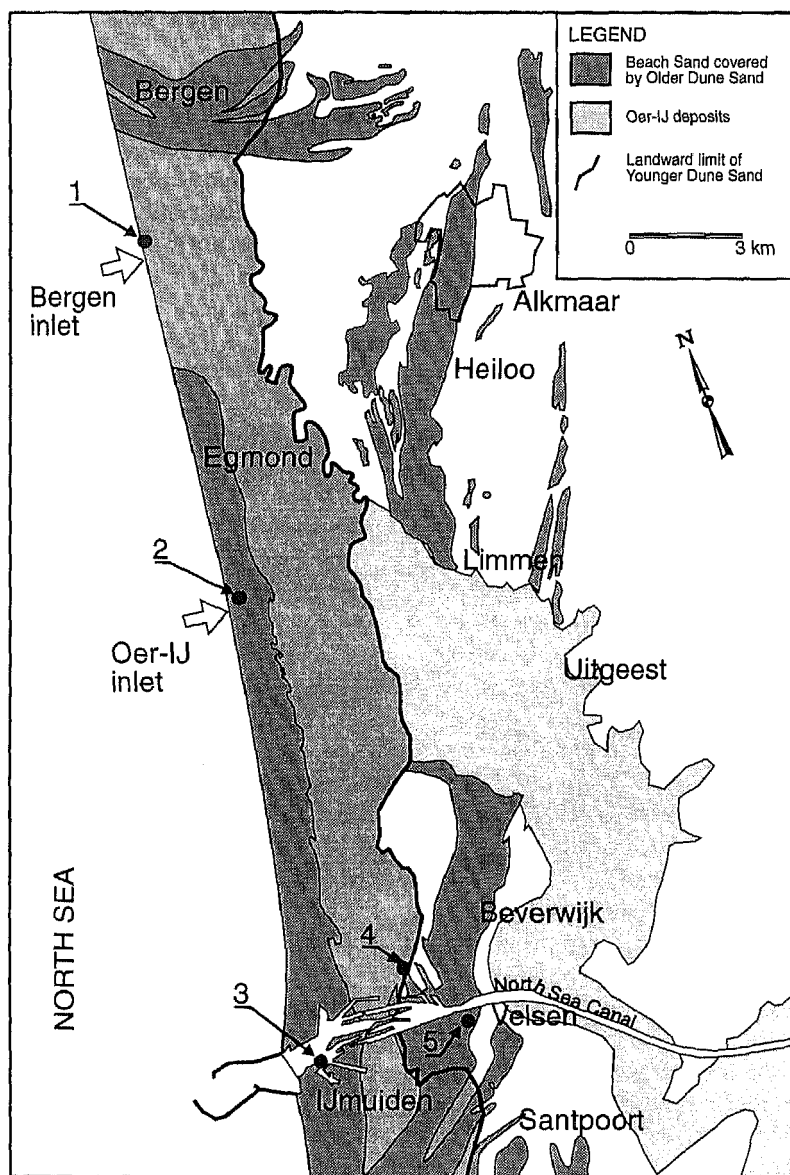 LEGEND
Beach Sand covered
by Older Dune Sand
Oer-IJ deposits
Landward limit of
Younger Dune Sand
0 3 km
Bergen
1
Bergen
inlet
Alkmaar
N
Heiloo
Egmond
2
Limmen
Oer-IJ
inlet
Uitgeest
NORTH SEA
Beverwijk
4
North Sea Canal
3
Velsen
5
IJmuiden
Santpoort